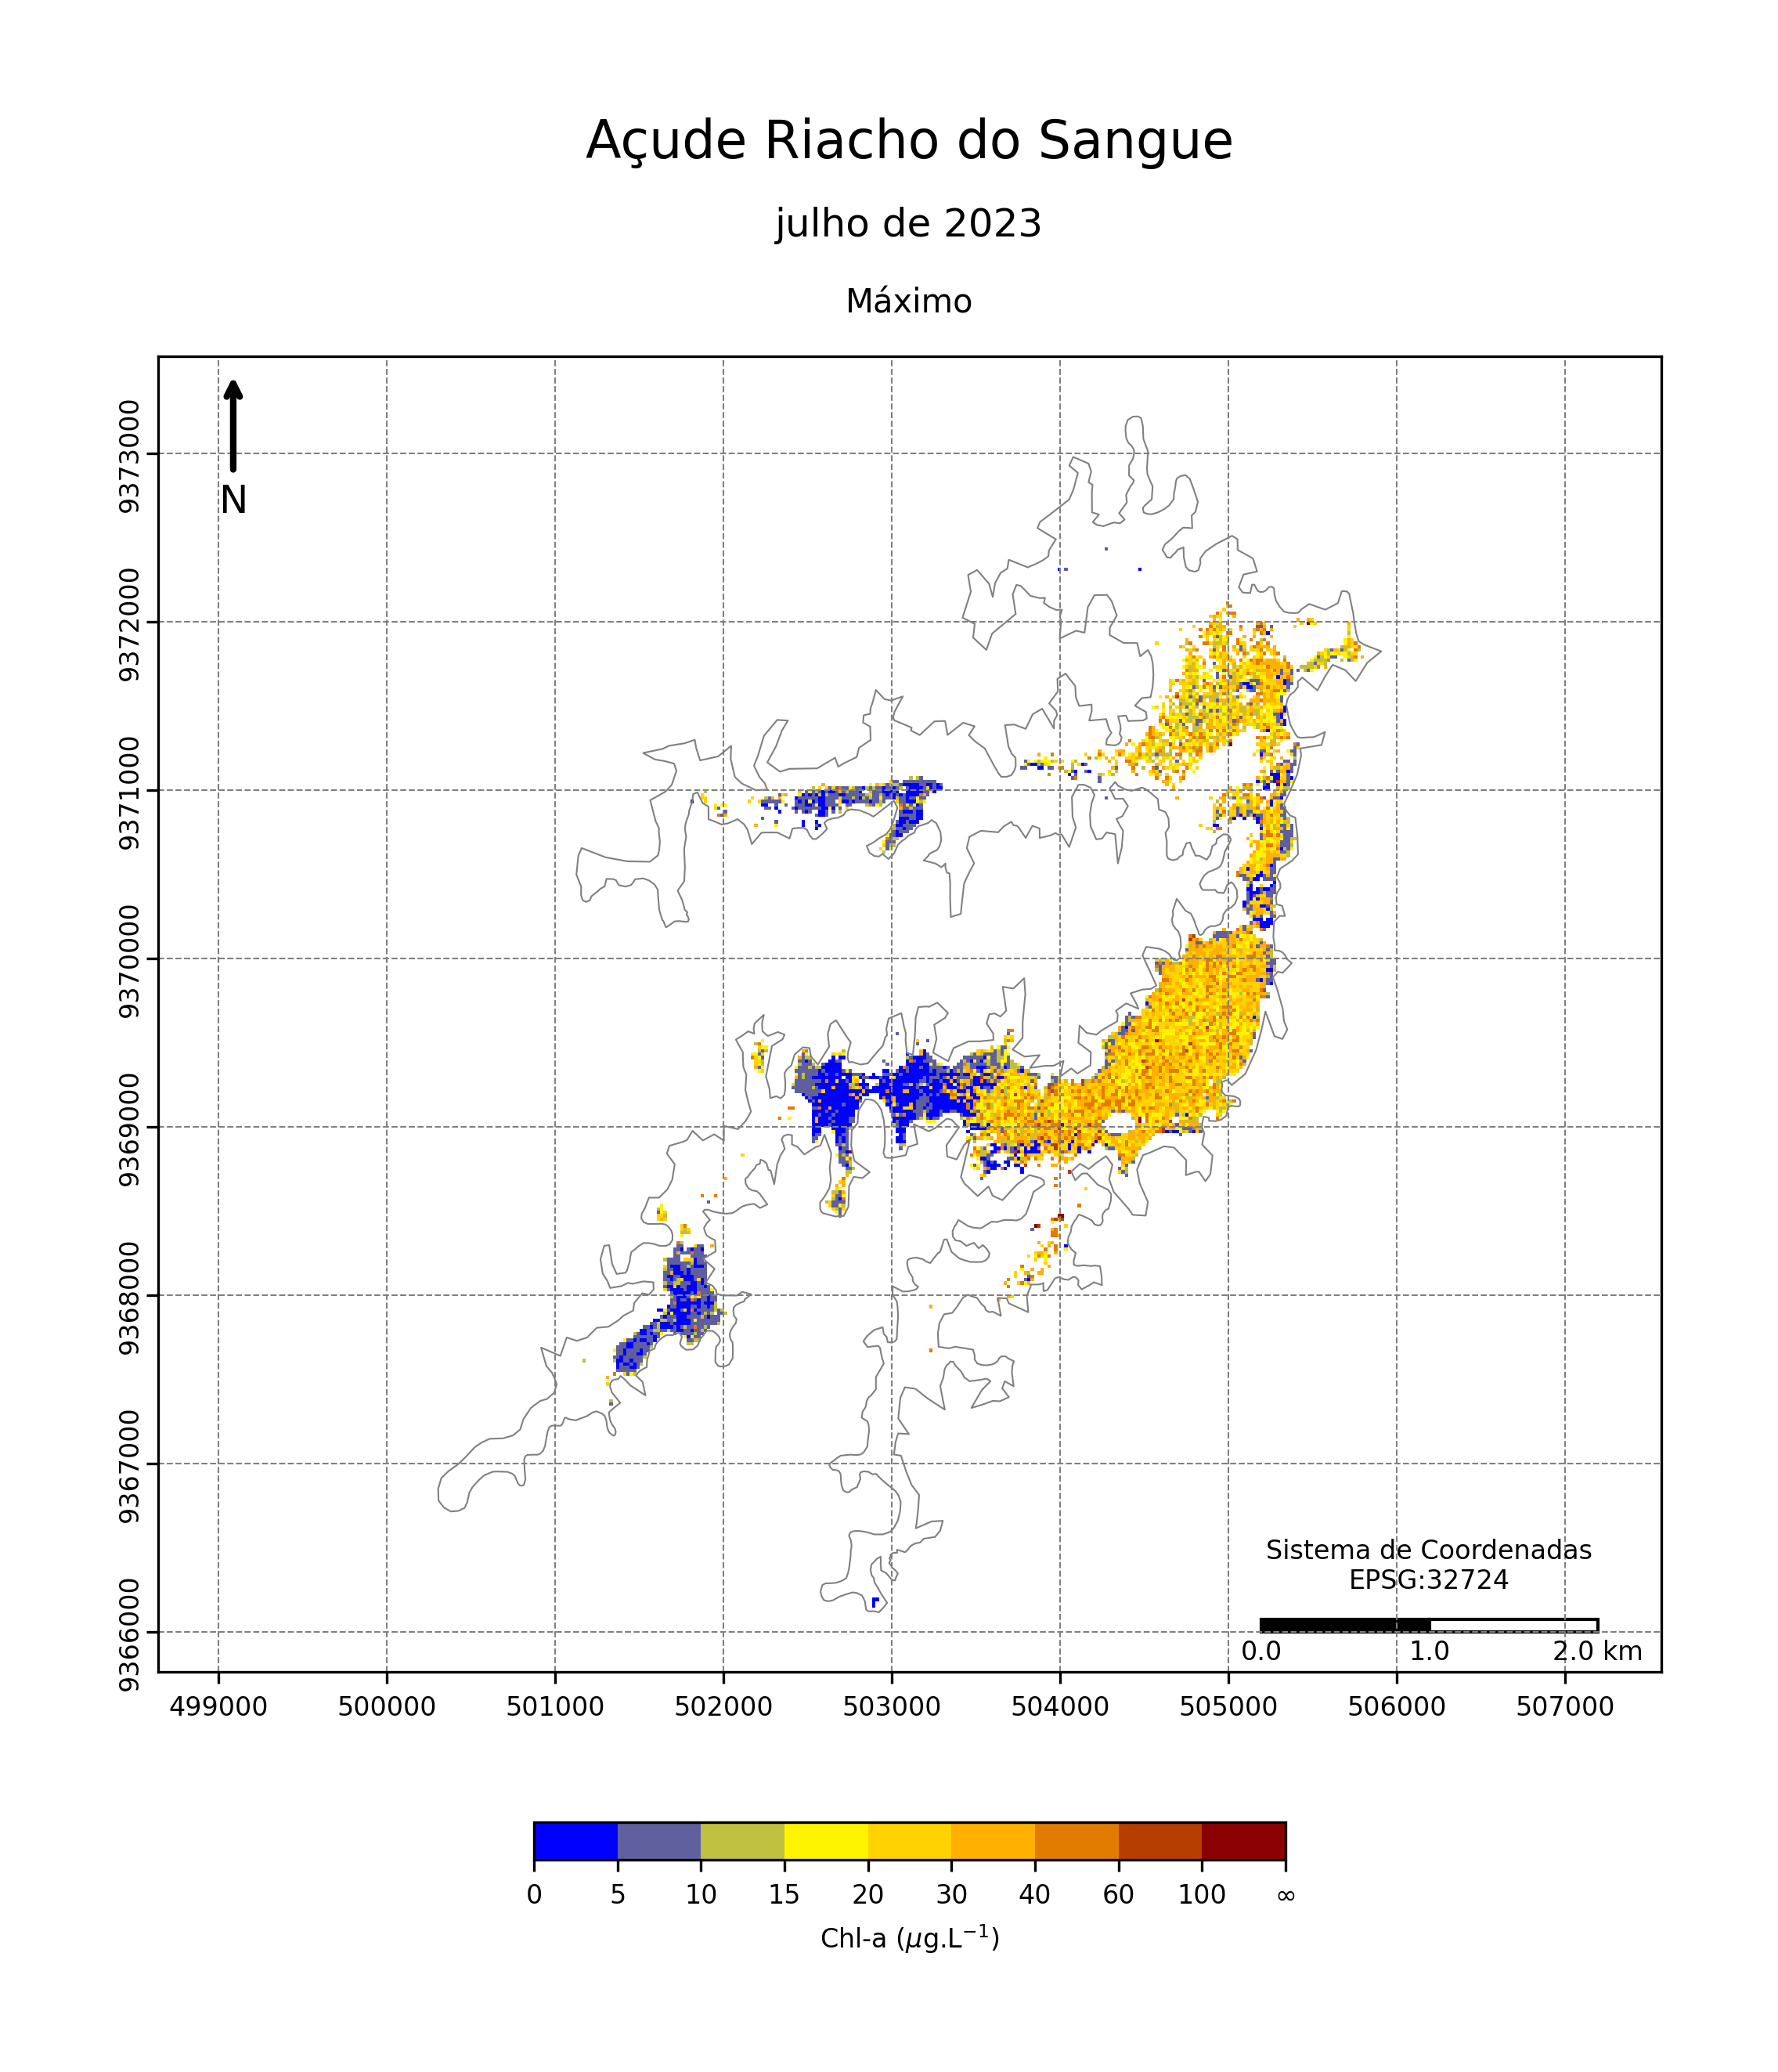 Açude Riacho do Sangue
julho de 2023
Máximo
N
9373000
9372000
9371000
9370000
9369000
9368000
9367000
9366000
Sistema de Coordenadas
EPSG:32724
0.0 1.0 2.0 km
499000 500000 501000 502000 503000 504000 505000 506000 507000
0 5 10 15 20 30 40 60 100 ∞
Chl-a (μg.L⁻¹)